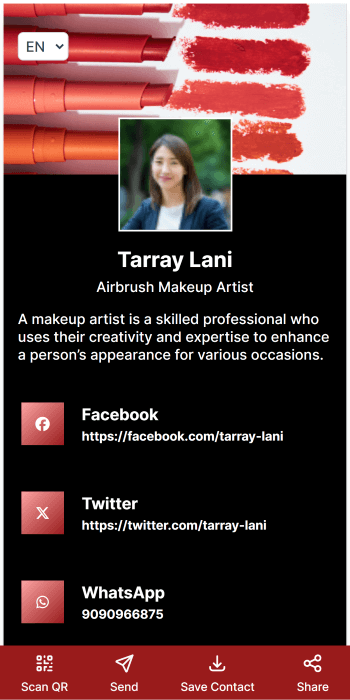 EN
Tarray Lani
Airbrush Makeup Artist
A makeup artist is a skilled professional who
uses their creativity and expertise to enhance
a person’s appearance for various occasions.
Facebook
https://facebook.com/tarray-lani
Twitter
https://twitter.com/tarray-lani
WhatsApp
9090966875
Scan QR
Send
Save Contact
Share